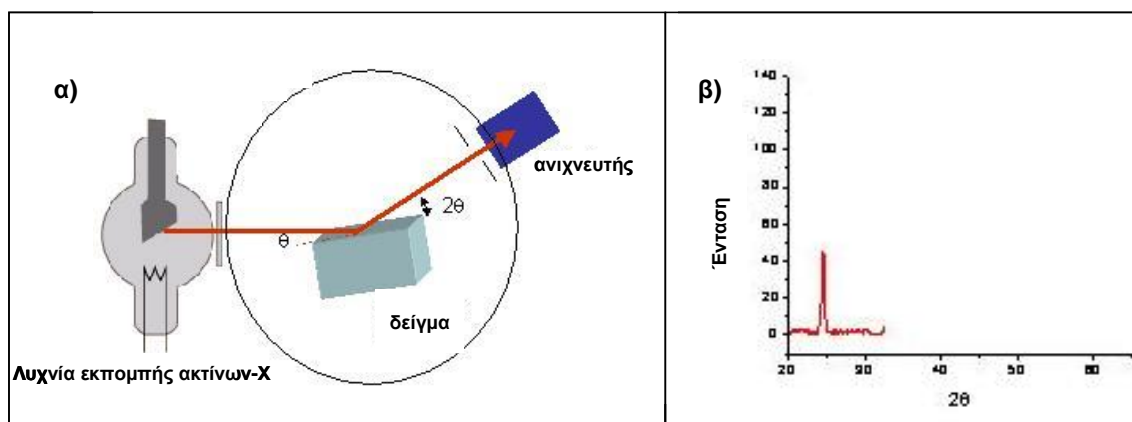 α)
ανιχνευτής
2θ
θ
δείγμα
Λυχνία εκπομπής ακτίνων-Χ
β)
Ένταση
140
120
100
80
60
40
20
0
20 30 40 50 60
2θ